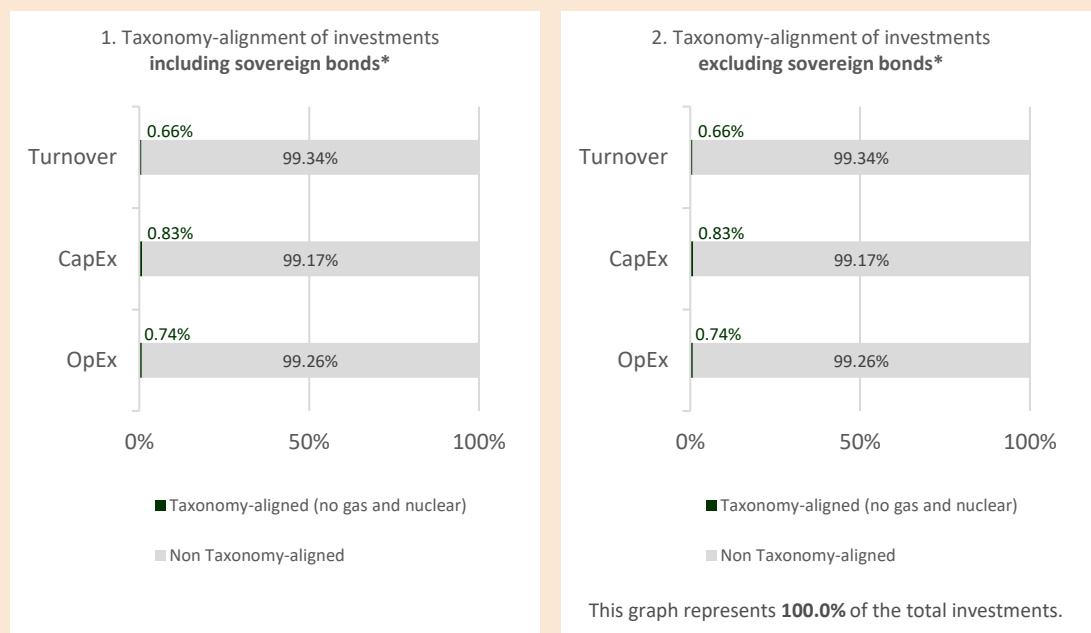 1. Taxonomy-alignment of investments
including sovereign bonds*
Turnover
0.66%
99.34%
CapEx
0.83%
99.17%
OpEx
0.74%
99.26%
0%
50%
100%
Taxonomy-aligned (no gas and nuclear)
Non Taxonomy-aligned
2. Taxonomy-alignment of investments
excluding sovereign bonds*
Turnover
0.66%
99.34%
CapEx
0.83%
99.17%
OpEx
0.74%
99.26%
0%
50%
100%
Taxonomy-aligned (no gas and nuclear)
Non Taxonomy-aligned
This graph represents 100.0% of the total investments.